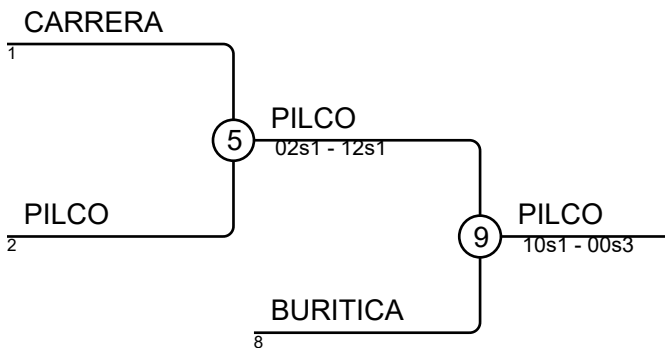 CARRERA
1
5
PILCO
02s1 - 12s1
PILCO
2
9
PILCO
10s1 - 00s3
BURITICA
8